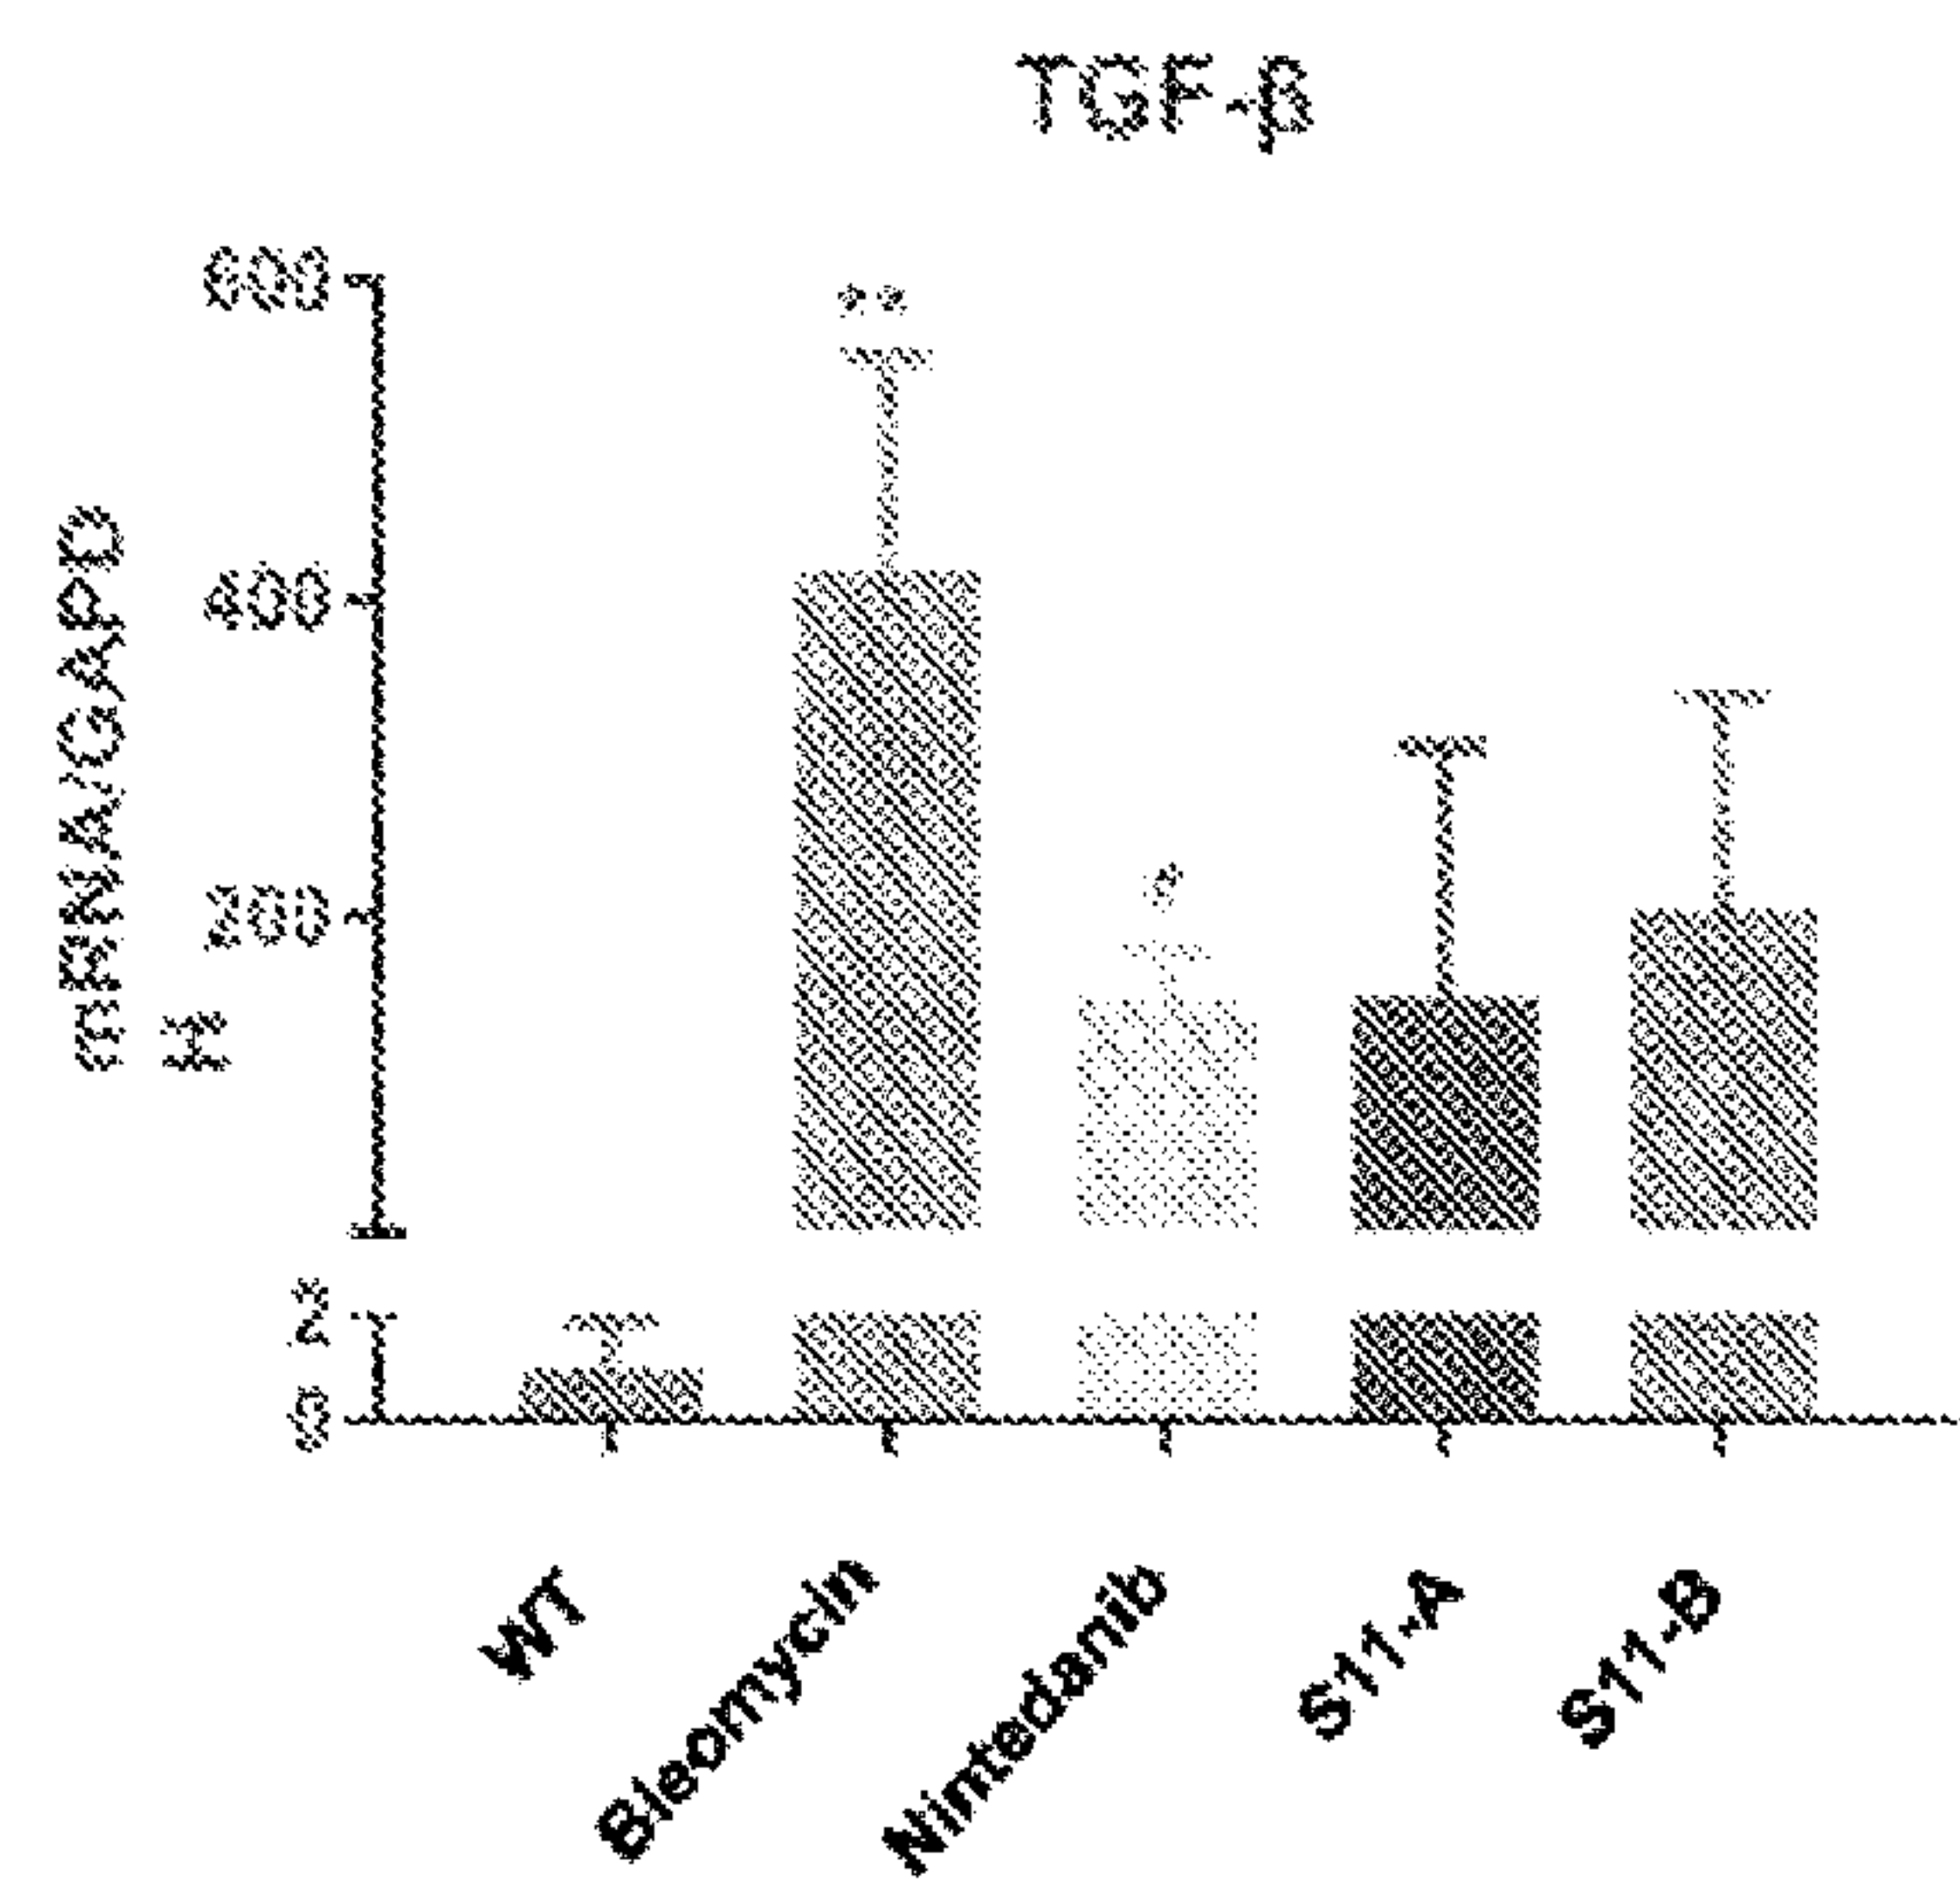 TGF-β
mRNA/GAPD
H
600
400
200
2
0
WT
Bleomycin
Nintedanib
S11-A
S11-B